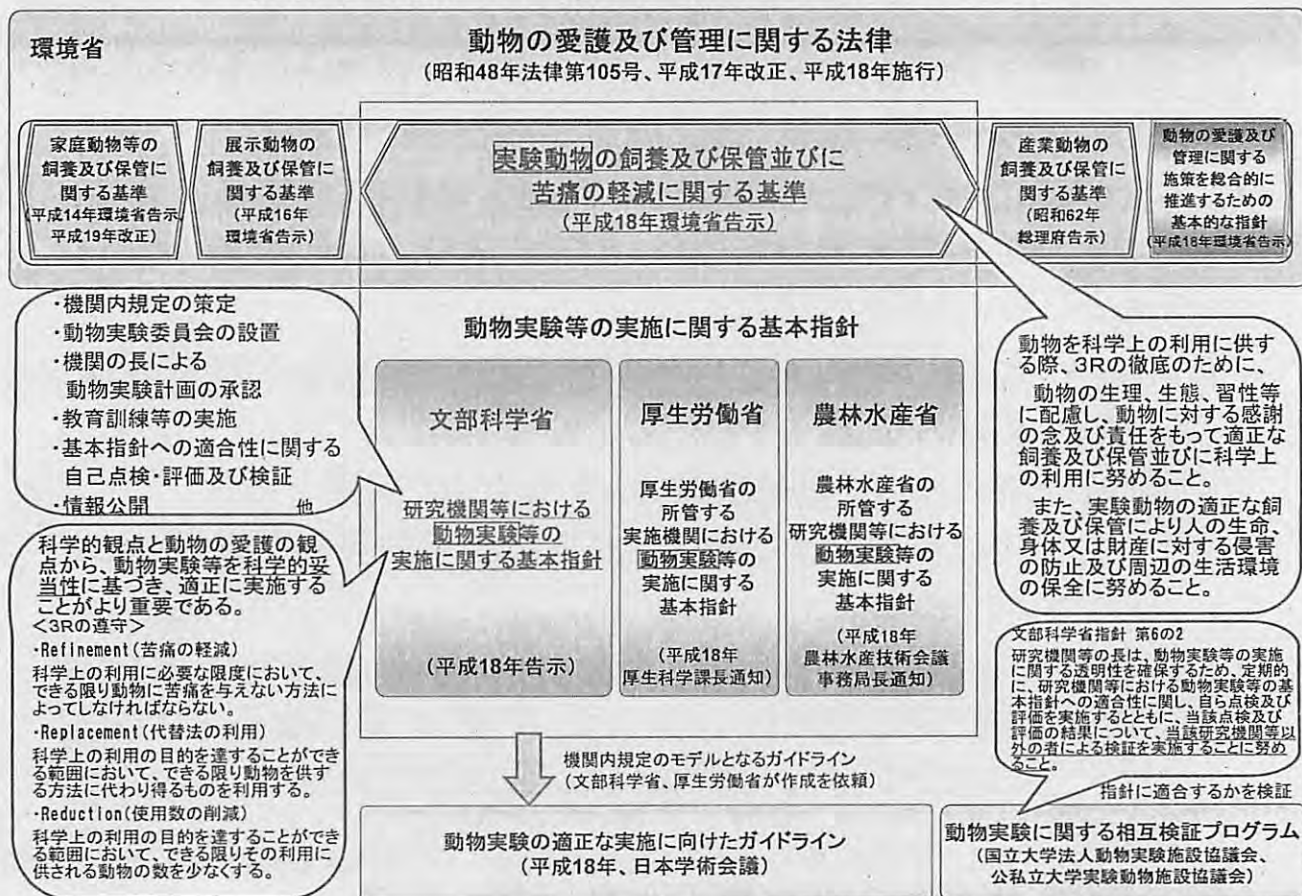 環境省
動物の愛護及び管理に関する法律
(昭和48年法律第105号、平成17年改正、平成18年施行)
家庭動物等の
飼養及び保管に
関する基準
(平成14年環境省告示、
平成19年改正)
展示動物の
飼養及び保管に
関する基準
(平成16年
環境省告示)
実験動物の飼養及び保管並びに
苦痛の軽減に関する基準
(平成18年環境省告示)
産業動物の
飼養及び保管に
関する基準
(昭和62年
総理府告示)
動物の愛護及び
管理に関する
施策を総合的に
推進するための
基本的な指針
(平成18年環境省告示)
・機関内規定の策定
・動物実験委員会の設置
・機関の長による
動物実験計画の承認
・教育訓練等の実施
・基本指針への適合性に関する
自己点検・評価及び検証
・情報公開 他
科学的観点と動物の愛護の観
点から、動物実験等を科学的妥
当性に基づき、適正に実施する
ことがより重要である。
<3Rの遵守>
・Refinement(苦痛の軽減)
科学上の利用に必要な限度において、
できる限り動物に苦痛を与えない方法に
よってしなければならない。
・Replacement(代替法の利用)
科学上の利用の目的を達することができ
る範囲において、できる限り動物を供す
る方法に代わり得るものを利用する。
・Reduction(使用数の削減)
科学上の利用の目的を達することができ
る範囲において、できる限りその利用に
供される動物の数を少なくする。
動物実験等の実施に関する基本指針
文部科学省
研究機関等における
動物実験等の
実施に関する基本指針
(平成18年告示)
厚生労働省
厚生労働省の
所管する
実施機関における
動物実験等の
実施に関する
基本指針
(平成18年
厚生科学課長通知)
農林水産省
農林水産省の
所管する
研究機関等における
動物実験等の
実施に関する
基本指針
(平成18年
農林水産技術会議
事務局長通知)
動物を科学上の利用に供す
る際、3Rの徹底のために、
動物の生理、生態、習性等
に配慮し、動物に対する感謝
の念及び責任をもって適正な
飼養及び保管並びに科学上
の利用に努めること。
また、実験動物の適正な飼
養及び保管により人の生命、
身体又は財産に対する侵害
の防止及び周辺の生活環境
の保全に努めること。
文部科学省指針 第6の2
研究機関等の長は、動物実験等の実施
に関する透明性を確保するため、定期的
に、研究機関等における動物実験等の基
本指針への適合性に関し、自ら点検及び
評価を実施するとともに、当該点検及び
評価の結果について、当該研究機関等以
外の者による検証を実施することに努め
ること。
指針に適合するかを検証
機関内規定のモデルとなるガイドライン
(文部科学省、厚生労働省が作成を依頼)
動物実験の適正な実施に向けたガイドライン
(平成18年、日本学術会議)
動物実験に関する相互検証プログラム
(国立大学法人動物実験施設協議会、
公私立大学実験動物施設協議会)